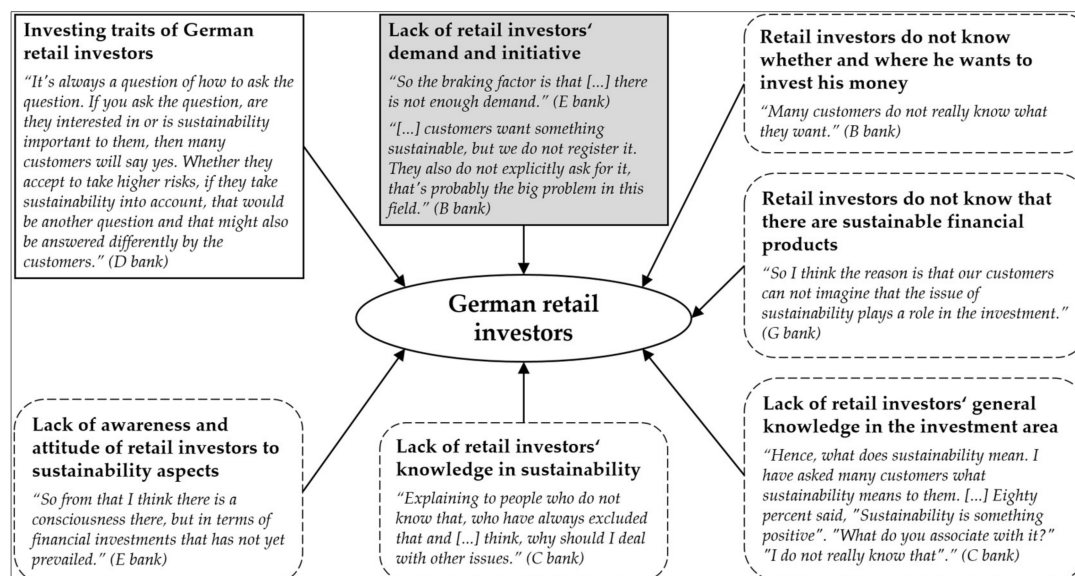 Investing traits of German
retail investors
“It's always a question of how to ask the
question. If you ask the question, are
they interested in or is sustainability
important to them, then many
customers will say yes. Whether they
accept to take higher risks, if they take
sustainability into account, that would
be another question and that might also
be answered differently by the
customers.” (D bank)
Lack of retail investors‘
demand and initiative
“So the braking factor is that [...] there
is not enough demand.” (E bank)
“[...] customers want something
sustainable, but we do not register it.
They also do not explicitly ask for it,
that's probably the big problem in this
field.” (B bank)
Retail investors do not know
whether and where he wants to
invest his money
“Many customers do not really know what
they want.” (B bank)
Retail investors do not know that
there are sustainable financial
products
“So I think the reason is that our customers
can not imagine that the issue of
sustainability plays a role in the investment.”
(G bank)
German retail
investors
Lack of awareness and
attitude of retail investors to
sustainability aspects
“So from that I think there is a
consciousness there, but in terms of
financial investments that has not yet
prevailed.” (E bank)
Lack of retail investors‘
knowledge in sustainability
“Explaining to people who do not
know that, who have always excluded
that and [...] think, why should I deal
with other issues.” (C bank)
Lack of retail investors‘ general
knowledge in the investment area
“Hence, what does sustainability mean. I
have asked many customers what
sustainability means to them. [...] Eighty
percent said, "Sustainability is something
positive". "What do you associate with it?"
"I do not really know that".” (C bank)